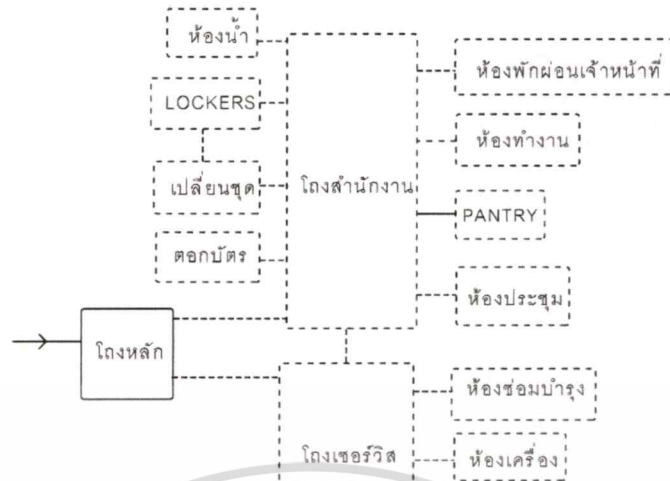 ห้องน้ำ
ห้องพักผ่อนเจ้าหน้าที่
LOCKERS
ห้องทำงาน
เปลี่ยนชุด
โถงสำนักงาน
PANTRY
ตอกบัตร
ห้องประชุม
โถงหลัก
ห้องซ่อมบำรุง
โถงเซอร์วิส
ห้องเครื่อง